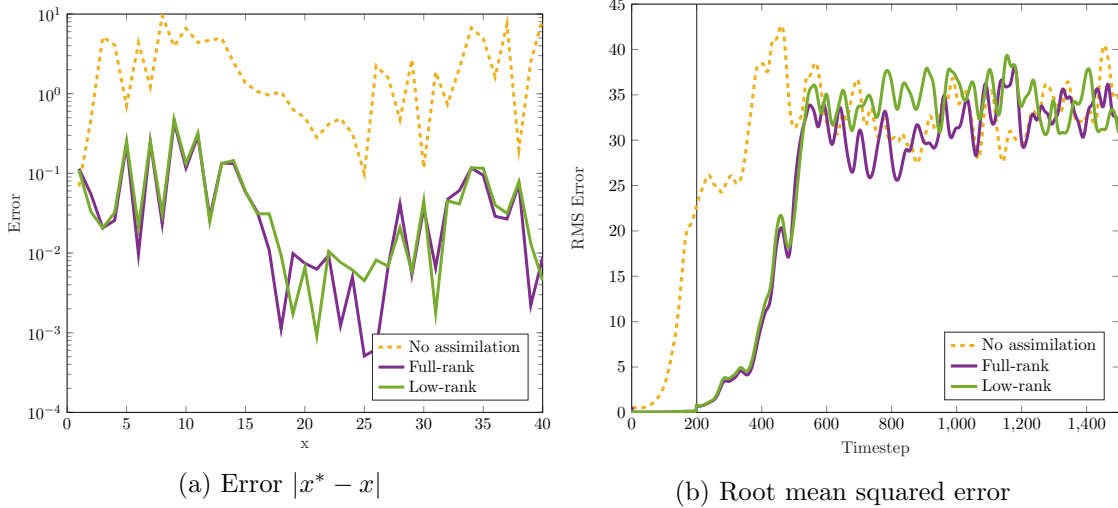 10^1
10^0
10^−1
10^−2
10^−3
10^−4
Error
0 5 10 15 20 25 30 35 40
x
No assimilation
Full-rank
Low-rank
(a) Error |x* − x|
45
40
35
30
25
20
15
10
5
0
RMS Error
0 200 400 600 800 1,000 1,200 1,400
Timestep
No assimilation
Full-rank
Low-rank
(b) Root mean squared error